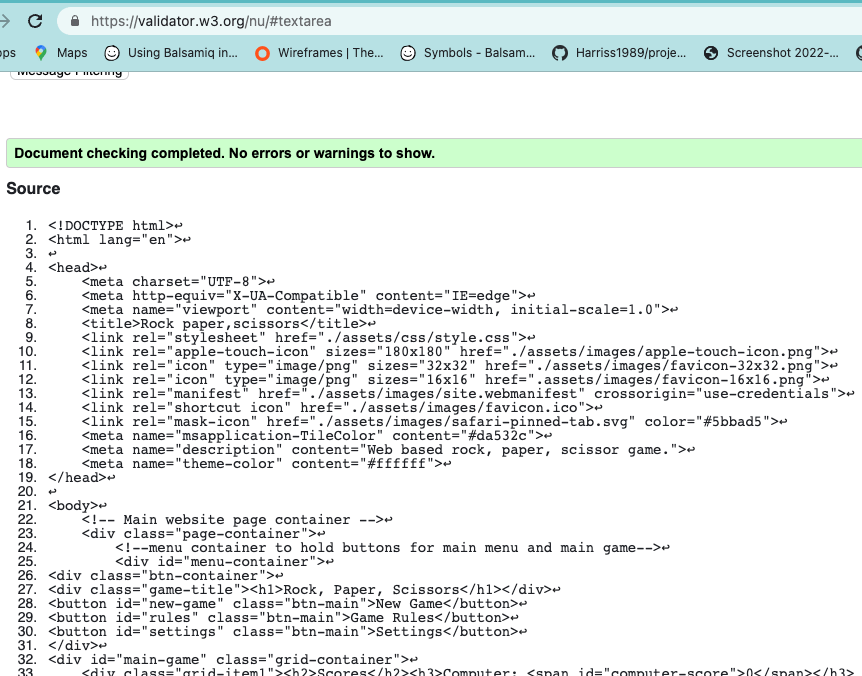 https://validator.w3.org/nu/#textarea
ops Maps Using Balsamiq in... Wireframes | The... Symbols - Balsam... Harriss1989/proje... Screenshot 2022-...
Message Filtering
Document checking completed. No errors or warnings to show.
Source
1. <!DOCTYPE html>↩
2. <html lang="en">↩
3. ↩
4. <head>↩
5. <meta charset="UTF-8">↩
6. <meta http-equiv="X-UA-Compatible" content="IE=edge">↩
7. <meta name="viewport" content="width=device-width, initial-scale=1.0">↩
8. <title>Rock paper,scissors</title>↩
9. <link rel="stylesheet" href="./assets/css/style.css">↩
10. <link rel="apple-touch-icon" sizes="180x180" href="./assets/images/apple-touch-icon.png">↩
11. <link rel="icon" type="image/png" sizes="32x32" href="./assets/images/favicon-32x32.png">↩
12. <link rel="icon" type="image/png" sizes="16x16" href=".assets/images/favicon-16x16.png">↩
13. <link rel="manifest" href="./assets/images/site.webmanifest" crossorigin="use-credentials">↩
14. <link rel="shortcut icon" href="./assets/images/favicon.ico">↩
15. <link rel="mask-icon" href="./assets/images/safari-pinned-tab.svg" color="#5bbad5">↩
16. <meta name="msapplication-TileColor" content="#da532c">↩
17. <meta name="description" content="Web based rock, paper, scissor game.">↩
18. <meta name="theme-color" content="#ffffff">↩
19. </head>↩
20. ↩
21. <body>↩
22. <!-- Main website page container -->↩
23. <div class="page-container">↩
24. <!--menu container to hold buttons for main menu and main game-->↩
25. <div id="menu-container">↩
26. <div class="btn-container">↩
27. <div class="game-title"><h1>Rock, Paper, Scissors</h1></div>↩
28. <button id="new-game" class="btn-main">New Game</button>↩
29. <button id="rules" class="btn-main">Game Rules</button>↩
30. <button id="settings" class="btn-main">Settings</button>↩
31. </div>↩
32. <div id="main-game" class="grid-container">↩
33. <div class="grid-item1"><h2>Scores</h2><h3>Computer: <span id="computer-score">0</span></h3>